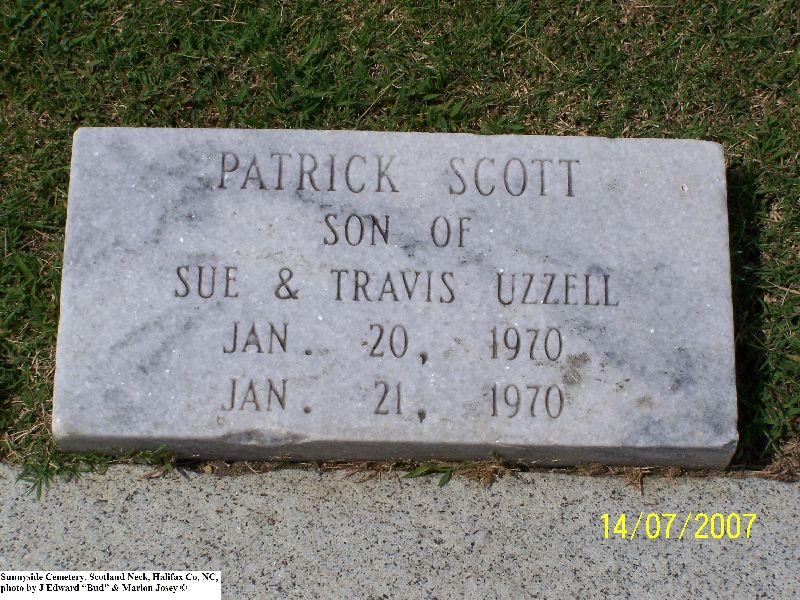 PATRICK SCOTT
SON OF
SUE & TRAVIS UZZELL
JAN. 20, 1970
JAN. 21, 1970
14/07/2007
Sunnyside Cemetery, Scotland Neck, Halifax Co, NC,
photo by J Edward "Bud" & Marion Josey ©